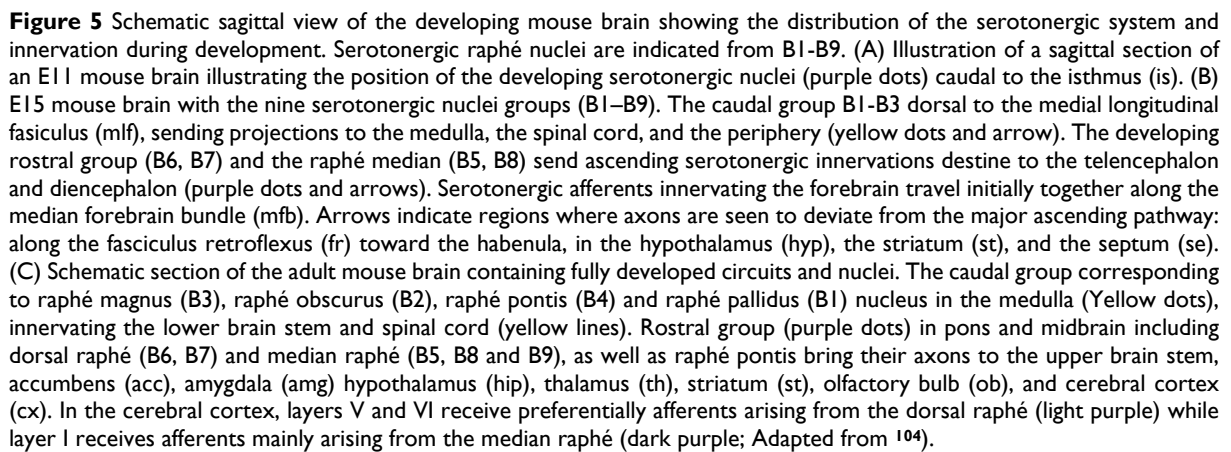 Figure 5 Schematic sagittal view of the developing mouse brain showing the distribution of the serotonergic system and
innervation during development. Serotonergic raphé nuclei are indicated from B1-B9. (A) Illustration of a sagittal section of
an E11 mouse brain illustrating the position of the developing serotonergic nuclei (purple dots) caudal to the isthmus (is). (B)
E15 mouse brain with the nine serotonergic nuclei groups (B1–B9). The caudal group B1-B3 dorsal to the medial longitudinal
fasiculus (mlf), sending projections to the medulla, the spinal cord, and the periphery (yellow dots and arrow). The developing
rostral group (B6, B7) and the raphé median (B5, B8) send ascending serotonergic innervations destine to the telencephalon
and diencephalon (purple dots and arrows). Serotonergic afferents innervating the forebrain travel initially together along the
median forebrain bundle (mfb). Arrows indicate regions where axons are seen to deviate from the major ascending pathway:
along the fasciculus retroflexus (fr) toward the habenula, in the hypothalamus (hyp), the striatum (st), and the septum (se).
(C) Schematic section of the adult mouse brain containing fully developed circuits and nuclei. The caudal group corresponding
to raphé magnus (B3), raphé obscurus (B2), raphé pontis (B4) and raphé pallidus (B1) nucleus in the medulla (Yellow dots),
innervating the lower brain stem and spinal cord (yellow lines). Rostral group (purple dots) in pons and midbrain including
dorsal raphé (B6, B7) and median raphé (B5, B8 and B9), as well as raphé pontis bring their axons to the upper brain stem,
accumbens (acc), amygdala (amg) hypothalamus (hip), thalamus (th), striatum (st), olfactory bulb (ob), and cerebral cortex
(cx). In the cerebral cortex, layers V and VI receive preferentially afferents arising from the dorsal raphé (light purple) while
layer I receives afferents mainly arising from the median raphé (dark purple; Adapted from 104).